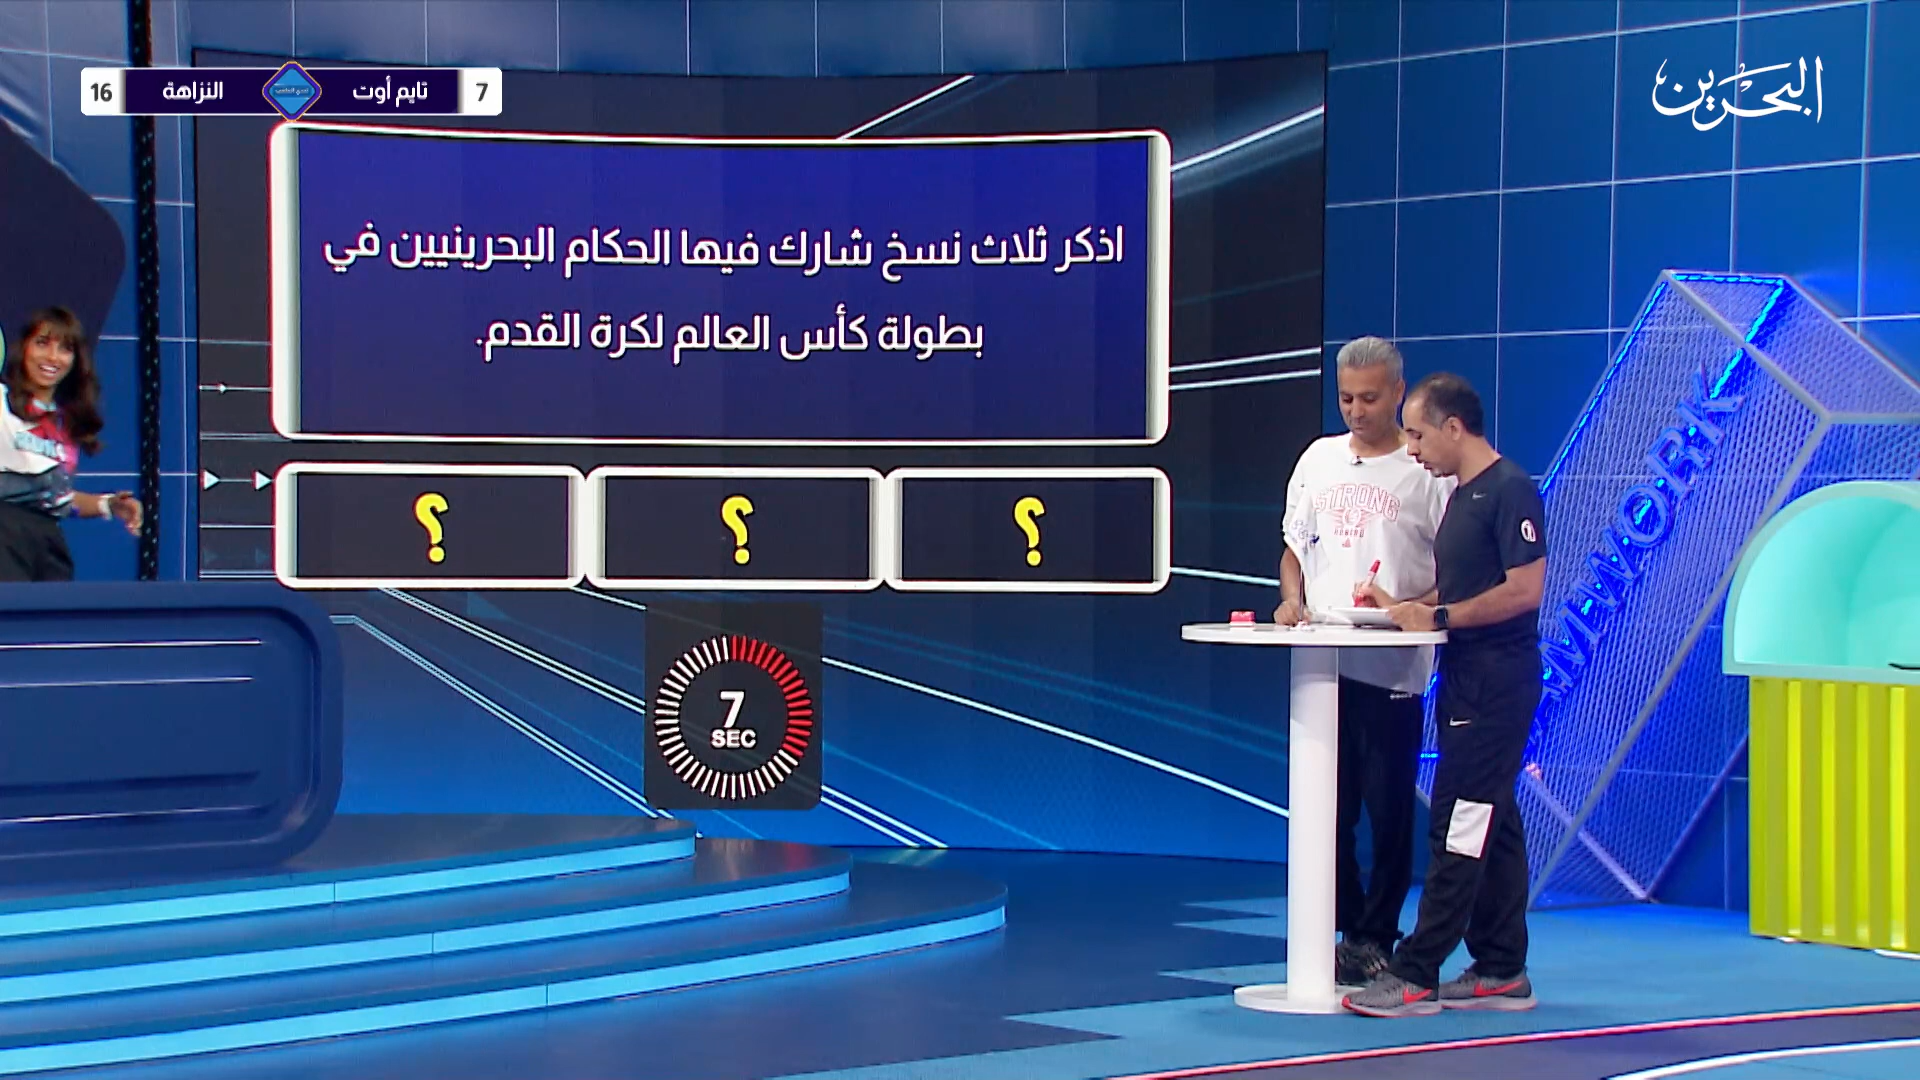 16 النزاهة تايم أوت 7
البحرين
اذكر ثلاث نسخ شارك فيها الحكام البحرينيين في
بطولة كأس العالم لكرة القدم.
؟ ؟ ؟
7
SEC
STRONG